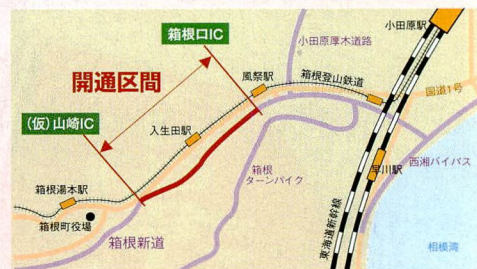 小田原駅
箱根口IC
小田原厚木道路
開通区間
風祭駅
箱根登山鉄道
国道1号
(仮)山崎IC
入生田駅
箱根
ターンパイク
早川駅
西湘バイパス
箱根湯本駅
箱根町役場
箱根新道
東海道新幹線
相模湾